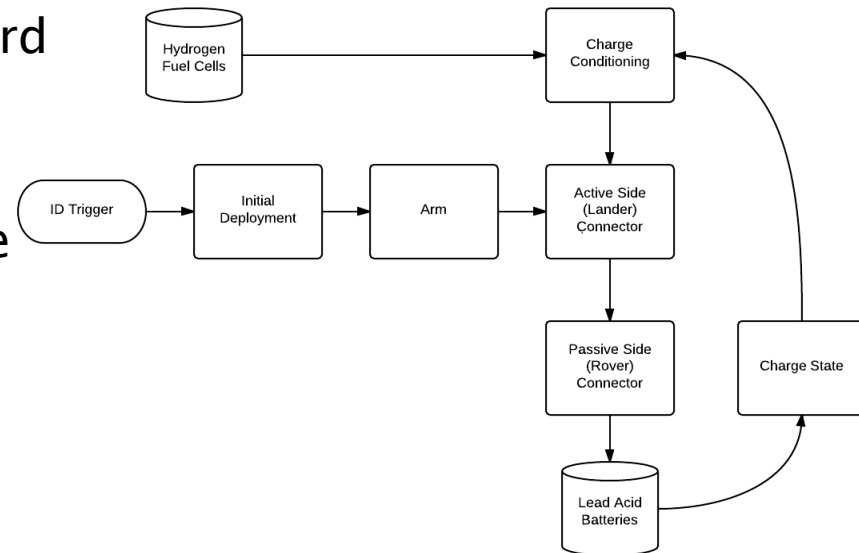 rd
e
Hydrogen
Fuel Cells
Charge
Conditioning
ID Trigger
Initial
Deployment
Arm
Active Side
(Lander)
Connector
Passive Side
(Rover)
Connector
Charge State
Lead Acid
Batteries